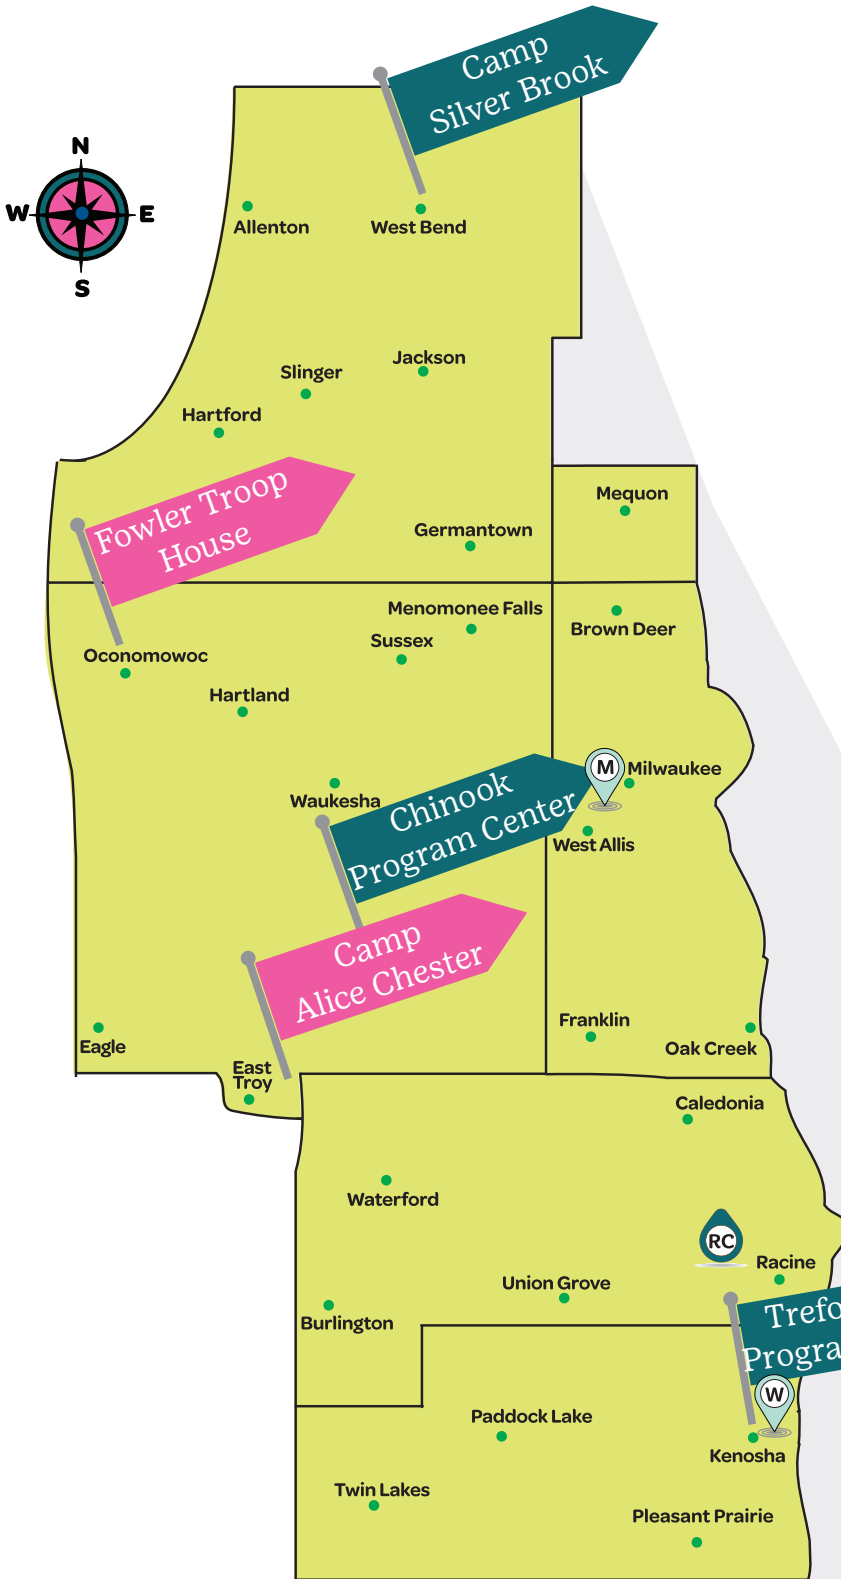 Camp
Silver Brook
N
W
E
S
Allenton
West Bend
Jackson
Slinger
Hartford
Fowler Troop
House
Mequon
Germantown
Menomonee Falls
Brown Deer
Sussex
Oconomowoc
Hartland
M
Milwaukee
Waukesha
Chinook
Program Center
West Allis
Camp
Alice Chester
Franklin
Eagle
Oak Creek
East
Troy
Caledonia
Waterford
RC
Racine
Union Grove
Burlington
Trefo
Progra
W
Paddock Lake
Kenosha
Twin Lakes
Pleasant Prairie